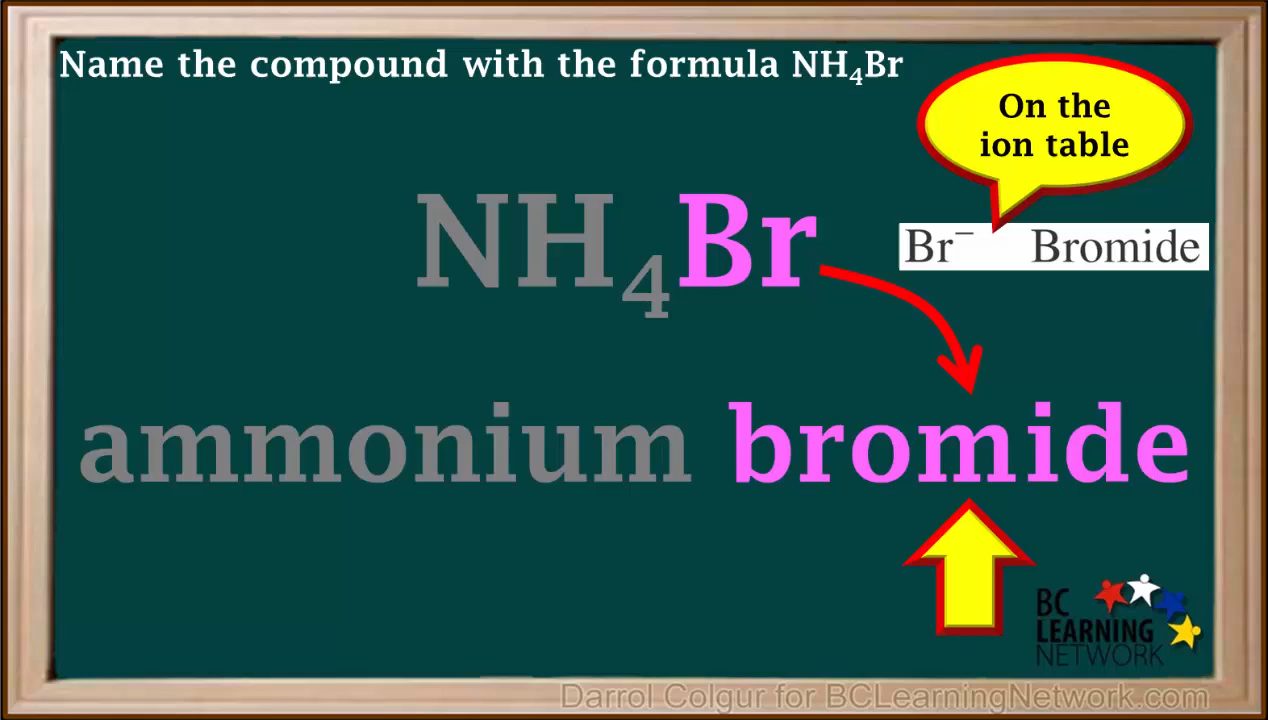 Name the compound with the formula NH₄Br
On the
ion table
NH₄Br
Br⁻ Bromide
ammonium bromide
BC
LEARNING
NETWORK
Darrol Colgur for BCLearningNetwork.com